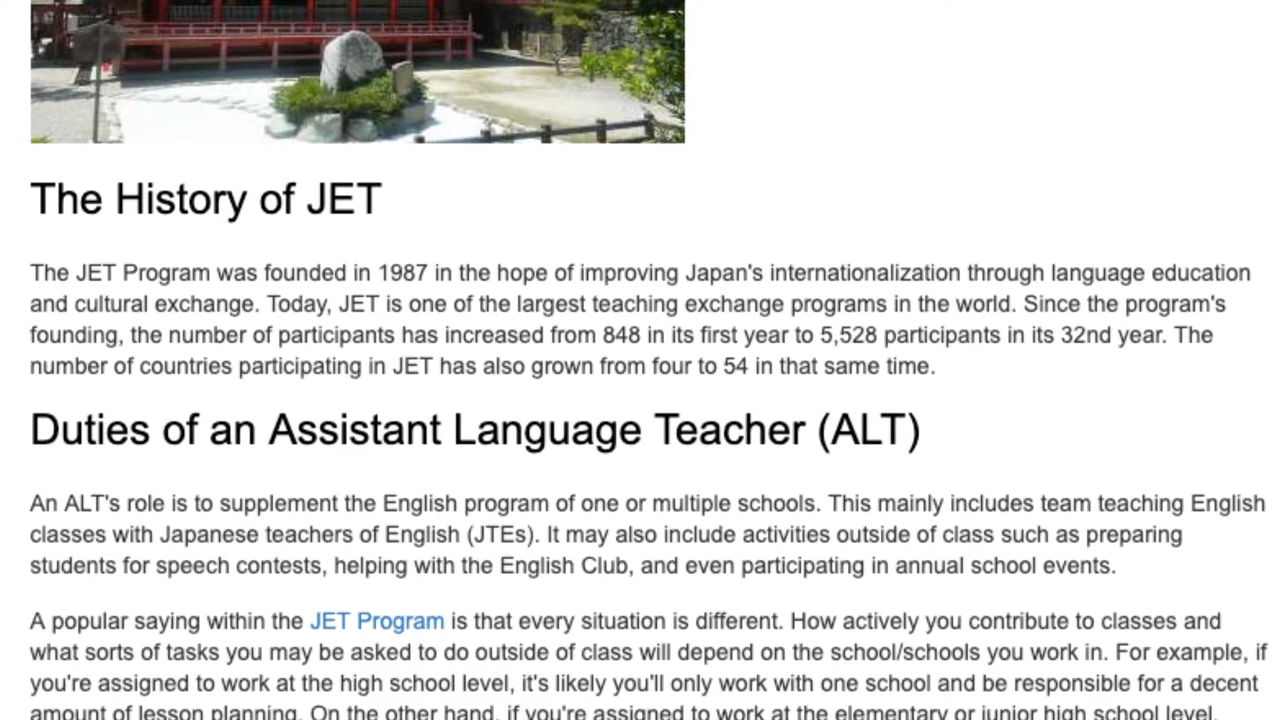 The History of JET
The JET Program was founded in 1987 in the hope of improving Japan's internationalization through language education
and cultural exchange. Today, JET is one of the largest teaching exchange programs in the world. Since the program's
founding, the number of participants has increased from 848 in its first year to 5,528 participants in its 32nd year. The
number of countries participating in JET has also grown from four to 54 in that same time.
Duties of an Assistant Language Teacher (ALT)
An ALT's role is to supplement the English program of one or multiple schools. This mainly includes team teaching English
classes with Japanese teachers of English (JTEs). It may also include activities outside of class such as preparing
students for speech contests, helping with the English Club, and even participating in annual school events.
A popular saying within the JET Program is that every situation is different. How actively you contribute to classes and
what sorts of tasks you may be asked to do outside of class will depend on the school/schools you work in. For example, if
you're assigned to work at the high school level, it's likely you'll only work with one school and be responsible for a decent
amount of lesson planning. On the other hand, if you're assigned to work at the elementary or junior high school level,